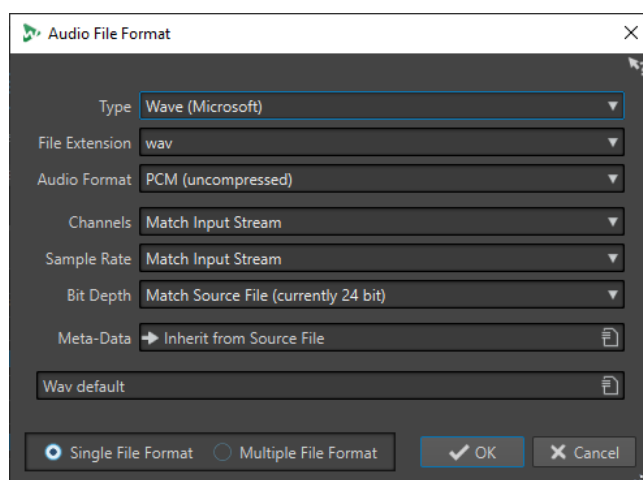 Audio File Format
Type Wave (Microsoft)
File Extension wav
Audio Format PCM (uncompressed)
Channels Match Input Stream
Sample Rate Match Input Stream
Bit Depth Match Source File (currently 24 bit)
Meta-Data Inherit from Source File
Wav default
Single File Format Multiple File Format OK Cancel